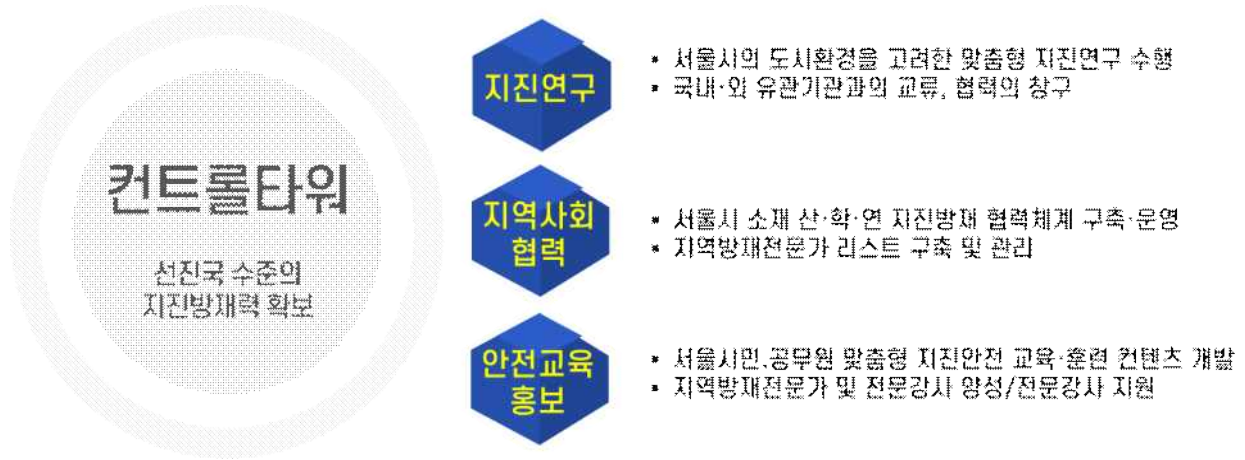 컨트롤타워
선진국 수준의
지진방재력 확보
지진연구
• 서울시의 도시환경을 고려한 맞춤형 지진연구 수행
• 국내·외 유관기관과의 교류, 협력의 창구
지역사회
협력
• 서울시 소재 산·학·연 지진방재 협력체계 구축·운영
• 지역방재전문가 리스트 구축 및 관리
안전교육
홍보
• 서울시민.공무원 맞춤형 지진안전 교육·훈련 컨텐츠 개발
• 지역방재전문가 및 전문강사 양성/전문강사 지원